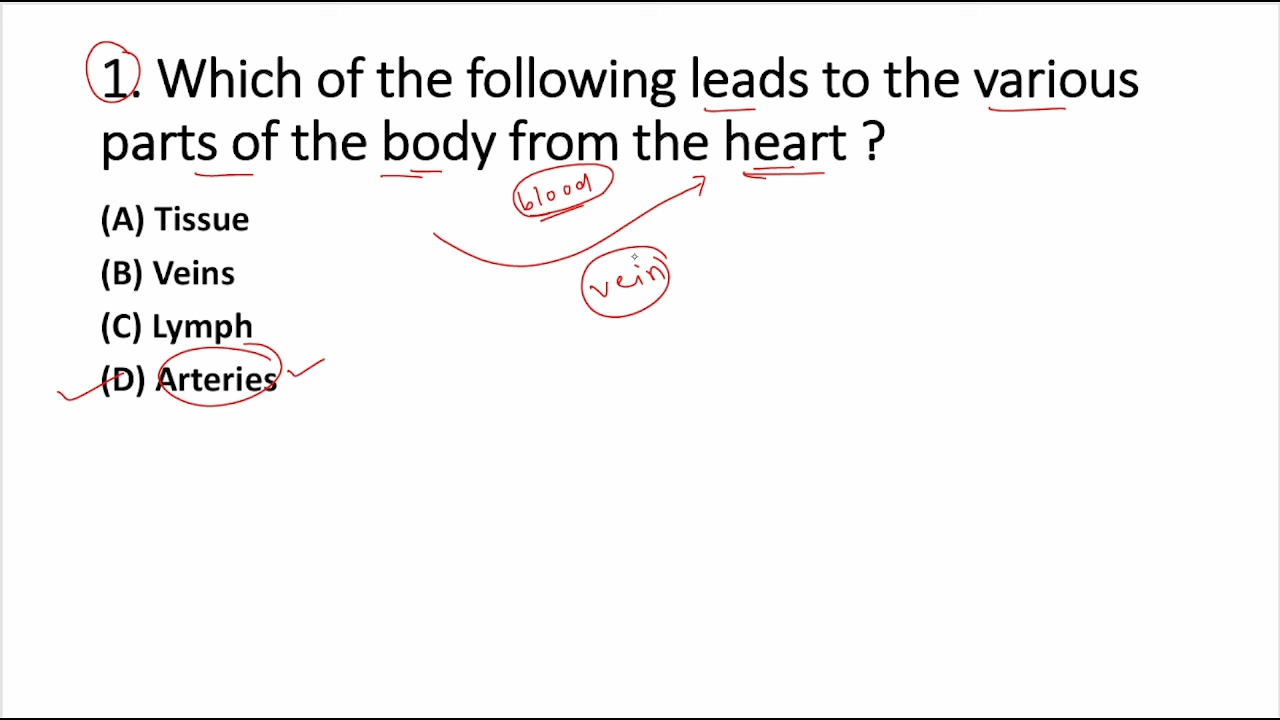 1. Which of the following leads to the various
parts of the body from the heart ?
blood
(A) Tissue
(B) Veins
vein
(C) Lymph
(D) Arteries